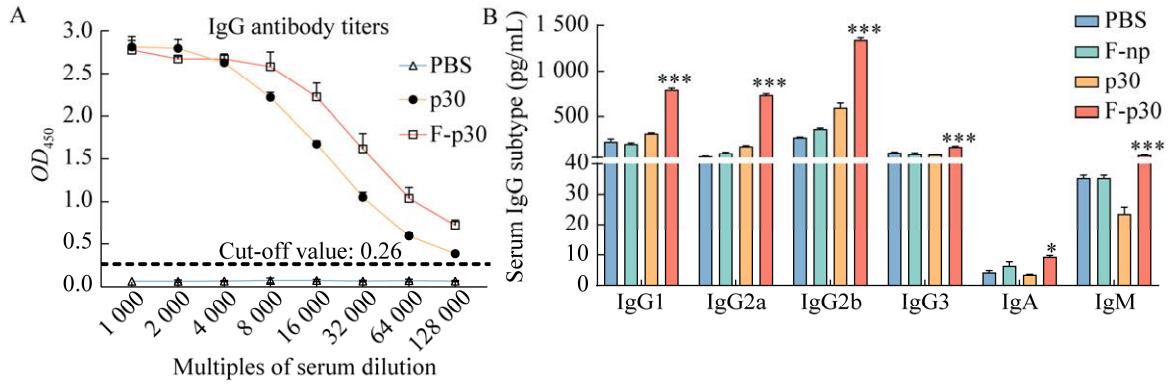 A
IgG antibody titers
3.0
2.5
2.0
1.5
1.0
0.5
0.0
OD450
PBS
p30
F-p30
Cut-off value: 0.26
1 000
2 000
4 000
8 000
16 000
32 000
64 000
128 000
Multiples of serum dilution
B
Serum IgG subtype (pg/mL)
1 500
1 000
500
40
30
20
10
0
***
***
***
***
*
***
PBS
F-np
p30
F-p30
IgG1
IgG2a
IgG2b
IgG3
IgA
IgM